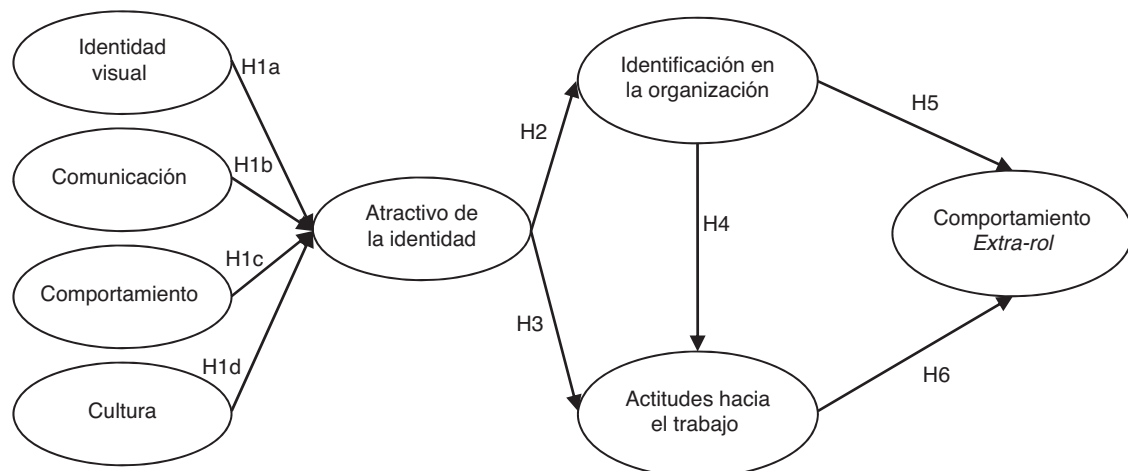 Identidad
visual
H1a
Comunicación
H1b
Comportamiento
H1c
Cultura
H1d
Atractivo de
la identidad
H2
H3
Identificación en
la organización
H4
Actitudes hacia
el trabajo
H5
H6
Comportamiento
Extra-rol